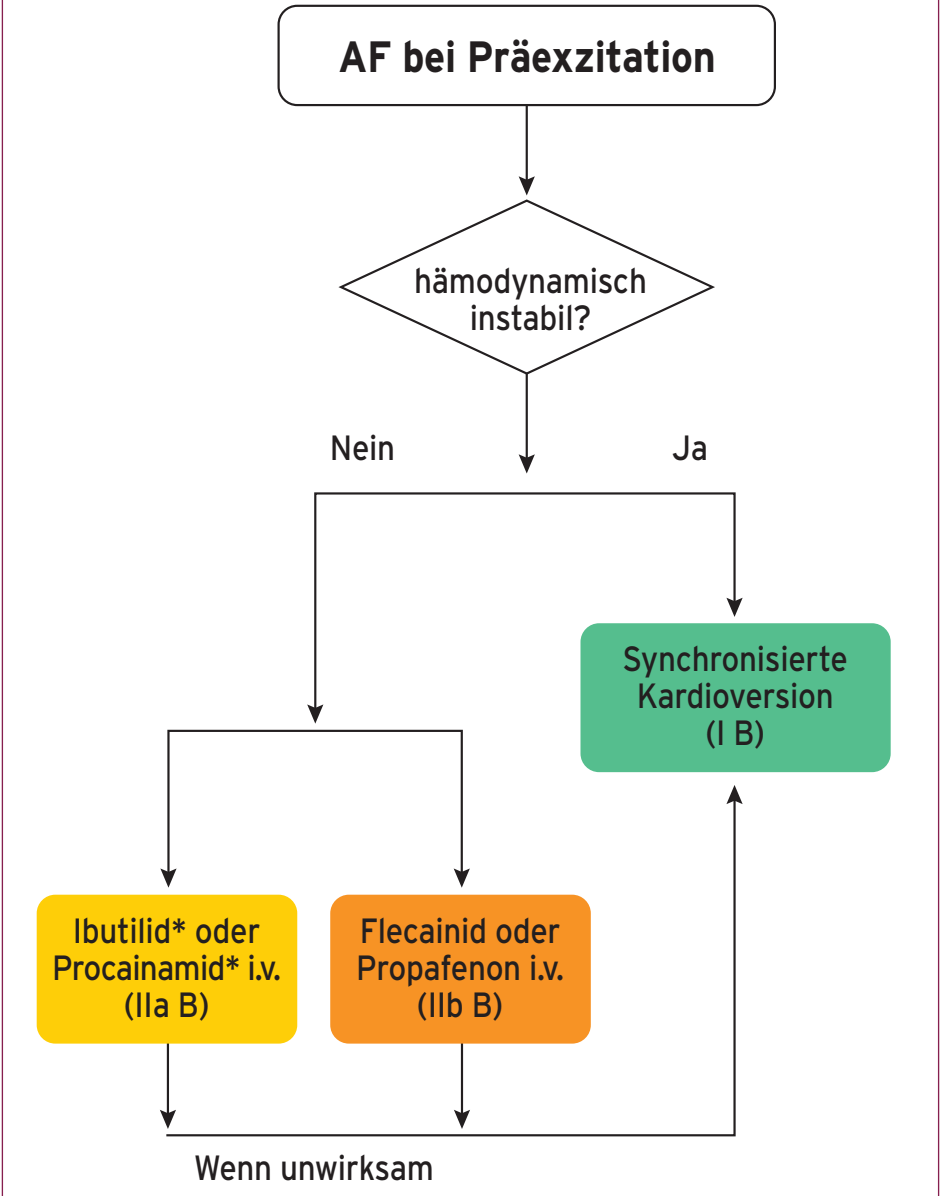 AF bei Präexzitation
hämodynamisch
instabil?
Nein
Ja
Synchronisierte
Kardioversion
(I B)
Ibutilid* oder
Procainamid* i.v.
(IIa B)
Flecainid oder
Propafenon i.v.
(IIb B)
Wenn unwirksam